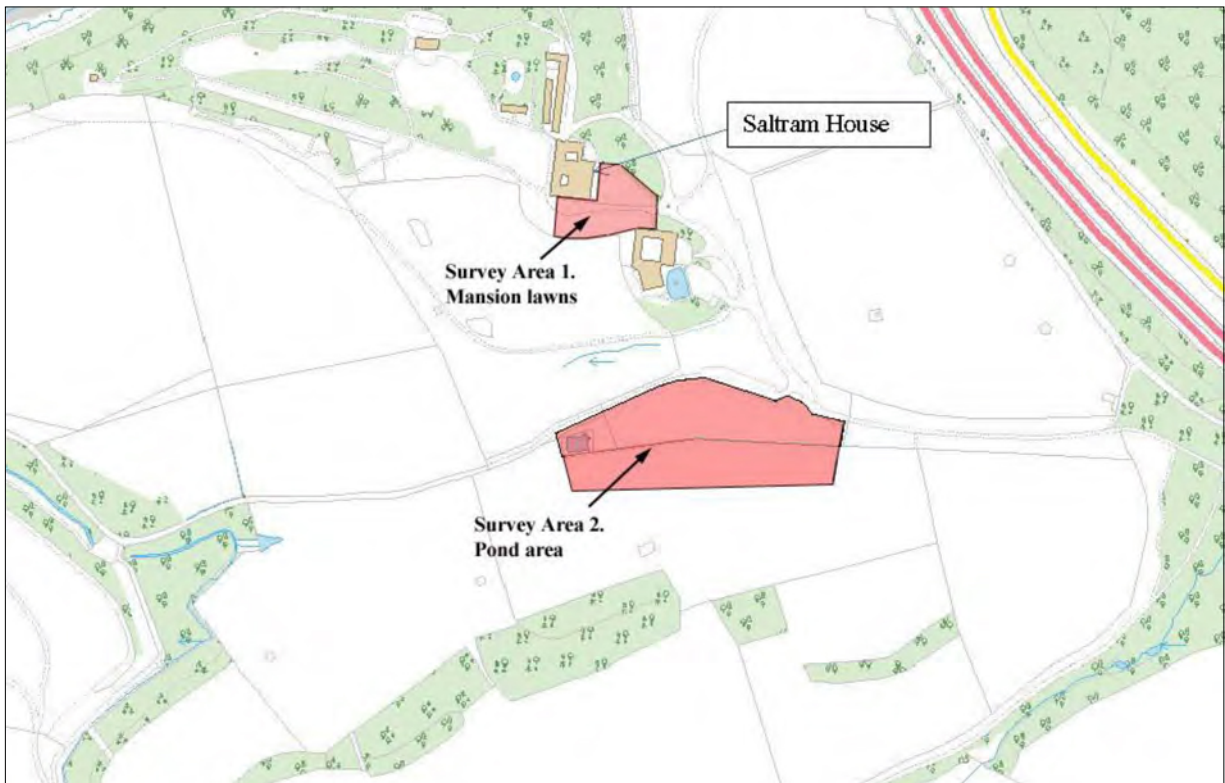 Saltram House
Survey Area 1.
Mansion lawns
Survey Area 2.
Pond area